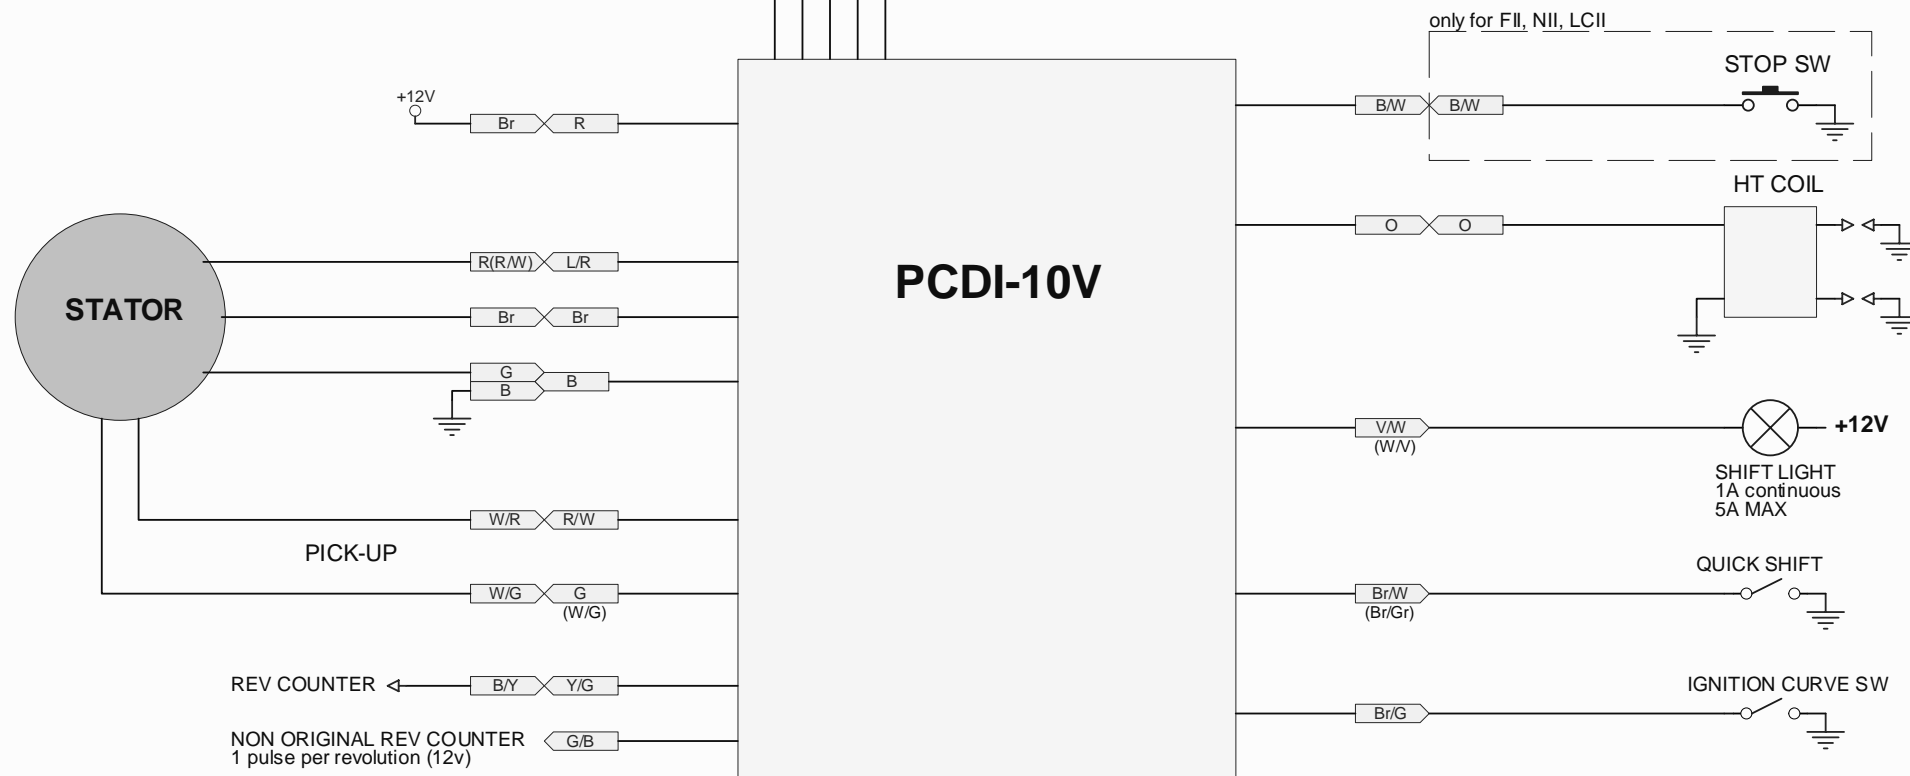 only for FII, NII, LCII
STOP SW
+12V
Br R
B/W B/W
HT COIL
O O
PCDI-10V
STATOR
R(R/W) L/R
Br Br
G
B
B
V/W
(W/V)
+12V
SHIFT LIGHT
1A continuous
5A MAX
W/R R/W
PICK-UP
W/G G
(W/G)
QUICK SHIFT
Br/W
(Br/Gr)
REV COUNTER B/Y Y/G
IGNITION CURVE SW
Br/G
NON ORIGINAL REV COUNTER G/B
1 pulse per revolution (12v)